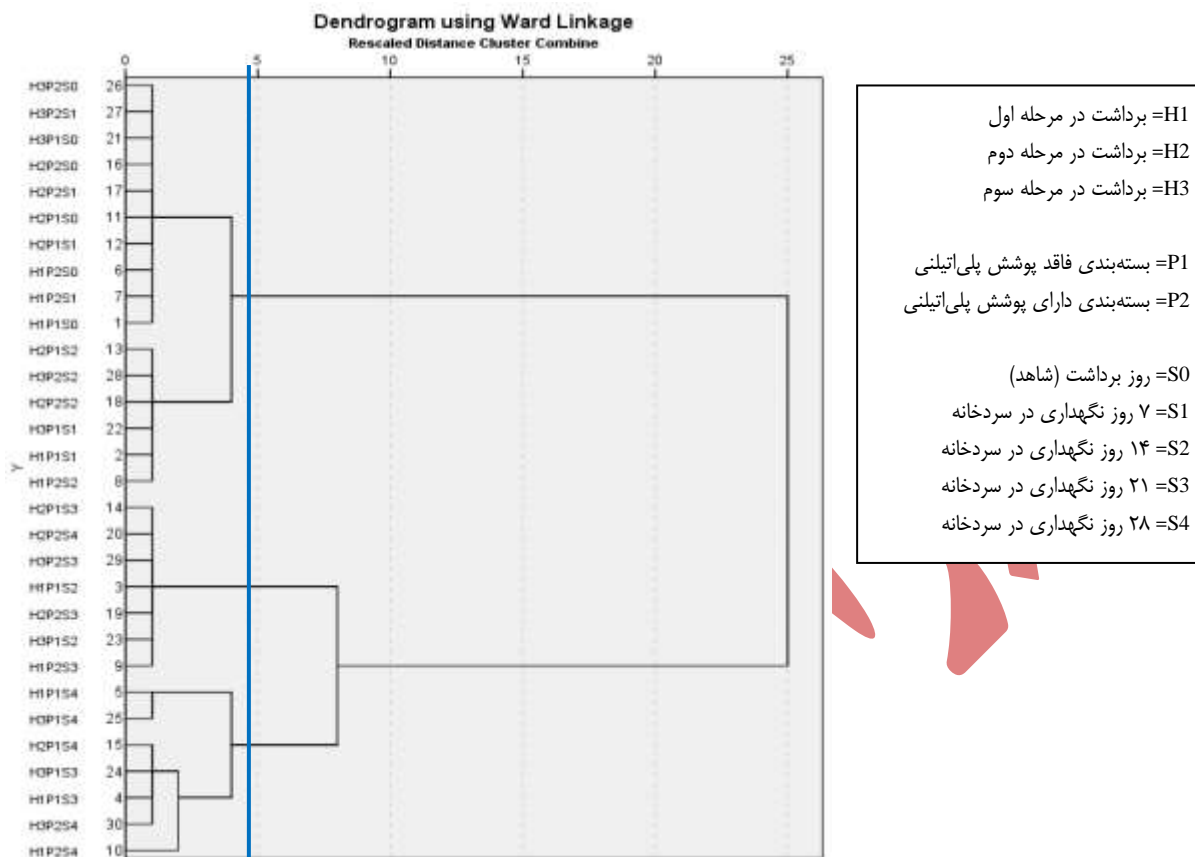 Dendrogram using Ward Linkage
Rescaled Distance Cluster Combine
0 5 10 15 20 25
H3P2S0 26
H3P2S1 27
H3P1S0 21
H2P2S0 16
H2P2S1 17
H2P1S0 11
H2P1S1 12
H1P2S0 6
H1P2S1 7
H1P1S0 1
H2P1S2 13
H3P2S2 28
H2P2S2 18
H3P1S1 22
H1P1S1 2
H1P2S2 8
H2P1S3 14
H2P2S4 20
H3P2S3 29
H1P1S2 3
H2P2S3 19
H3P1S2 23
H1P2S3 9
H1P1S4 5
H3P1S4 25
H2P1S4 15
H3P1S3 24
H1P1S3 4
H3P2S4 30
H1P2S4 10
Y
H1= برداشت در مرحله اول
H2= برداشت در مرحله دوم
H3= برداشت در مرحله سوم
P1= بسته‌بندی فاقد پوشش پلی‌اتیلنی
P2= بسته‌بندی دارای پوشش پلی‌اتیلنی
S0= روز برداشت (شاهد)
S1= ۷ روز نگهداری در سردخانه
S2= ۱۴ روز نگهداری در سردخانه
S3= ۲۱ روز نگهداری در سردخانه
S4= ۲۸ روز نگهداری در سردخانه